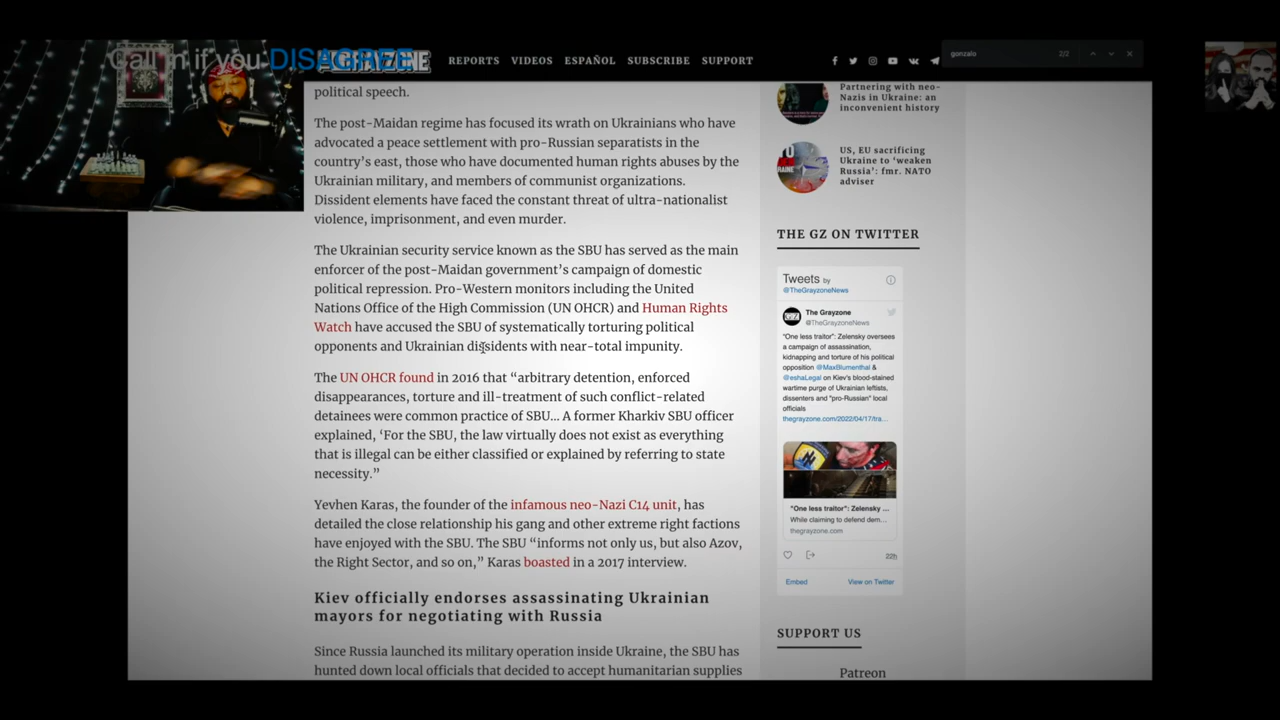 Call in if you DISAGREE
THE GRAYZONE
REPORTS VIDEOS ESPAÑOL SUBSCRIBE SUPPORT
gonzalo 2/2
political speech.
The post-Maidan regime has focused its wrath on Ukrainians who have
advocated a peace settlement with pro-Russian separatists in the
country's east, those who have documented human rights abuses by the
Ukrainian military, and members of communist organizations.
Dissident elements have faced the constant threat of ultra-nationalist
violence, imprisonment, and even murder.
The Ukrainian security service known as the SBU has served as the main
enforcer of the post-Maidan government's campaign of domestic
political repression. Pro-Western monitors including the United
Nations Office of the High Commission (UN OHCR) and Human Rights
Watch have accused the SBU of systematically torturing political
opponents and Ukrainian dissidents with near-total impunity.
The UN OHCR found in 2016 that “arbitrary detention, enforced
disappearances, torture and ill-treatment of such conflict-related
detainees were common practice of SBU… A former Kharkiv SBU officer
explained, ‘For the SBU, the law virtually does not exist as everything
that is illegal can be either classified or explained by referring to state
necessity.”
Yevhen Karas, the founder of the infamous neo-Nazi C14 unit, has
detailed the close relationship his gang and other extreme right factions
have enjoyed with the SBU. The SBU “informs not only us, but also Azov,
the Right Sector, and so on,” Karas boasted in a 2017 interview.
Kiev officially endorses assassinating Ukrainian
mayors for negotiating with Russia
Since Russia launched its military operation inside Ukraine, the SBU has
hunted down local officials that decided to accept humanitarian supplies
Partnering with neo-
Nazis in Ukraine: an
inconvenient history
US, EU sacrificing
Ukraine to ‘weaken
Russia’: fmr. NATO
adviser
THE GZ ON TWITTER
Tweets by
@TheGrayzoneNews
The Grayzone
@TheGrayzoneNews
"One less traitor": Zelensky oversees
a campaign of assassination,
kidnapping and torture of his political
opposition @MaxBlumenthal &
@eshaLegal on Kiev's blood-stained
wartime purge of Ukrainian leftists,
dissenters and "pro-Russian" local
officials
thegrayzone.com/2022/04/17/tra…
"One less traitor": Zelensky ...
While claiming to defend dem…
thegrayzone.com
22h
Embed View on Twitter
SUPPORT US
Patreon